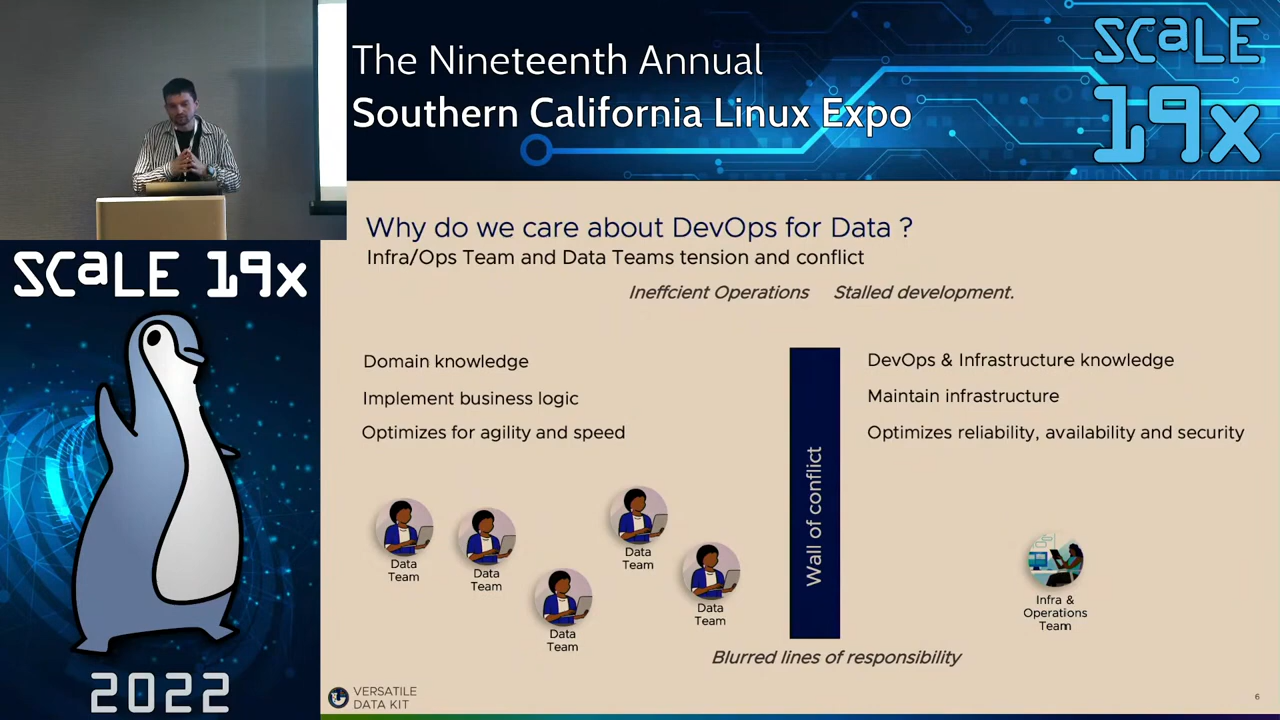 The Nineteenth Annual
Southern California Linux Expo
SCaLE
19x
SCaLE 19x
2022
Why do we care about DevOps for Data ?
Infra/Ops Team and Data Teams tension and conflict
Ineffcient Operations Stalled development.
Domain knowledge
Implement business logic
Optimizes for agility and speed
Data
Team
Data
Team
Data
Team
Data
Team
Data
Team
Wall of conflict
DevOps & Infrastructure knowledge
Maintain infrastructure
Optimizes reliability, availability and security
Infra &
Operations
Team
Blurred lines of responsibility
VERSATILE
DATA KIT
6